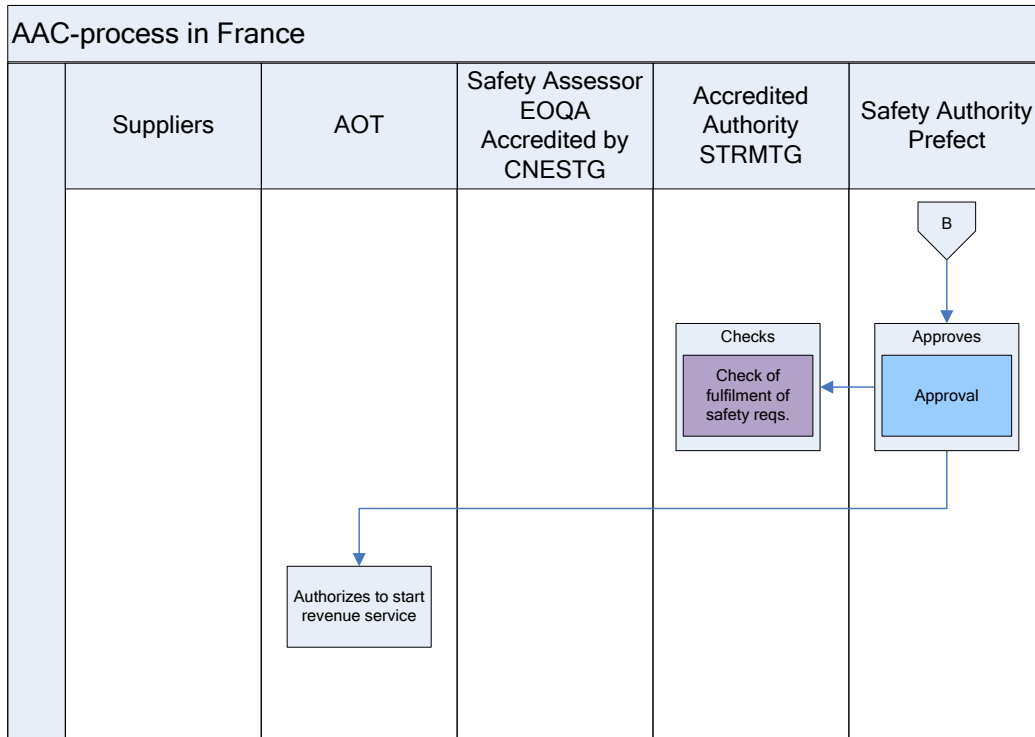 AAC-process in France
Suppliers
AOT
Safety Assessor
EOQA
Accredited by
CNESTG
Accredited
Authority
STRMTG
Safety Authority
Prefect
B
Checks
Check of
fulfilment of
safety reqs.
Approves
Approval
Authorizes to start
revenue service